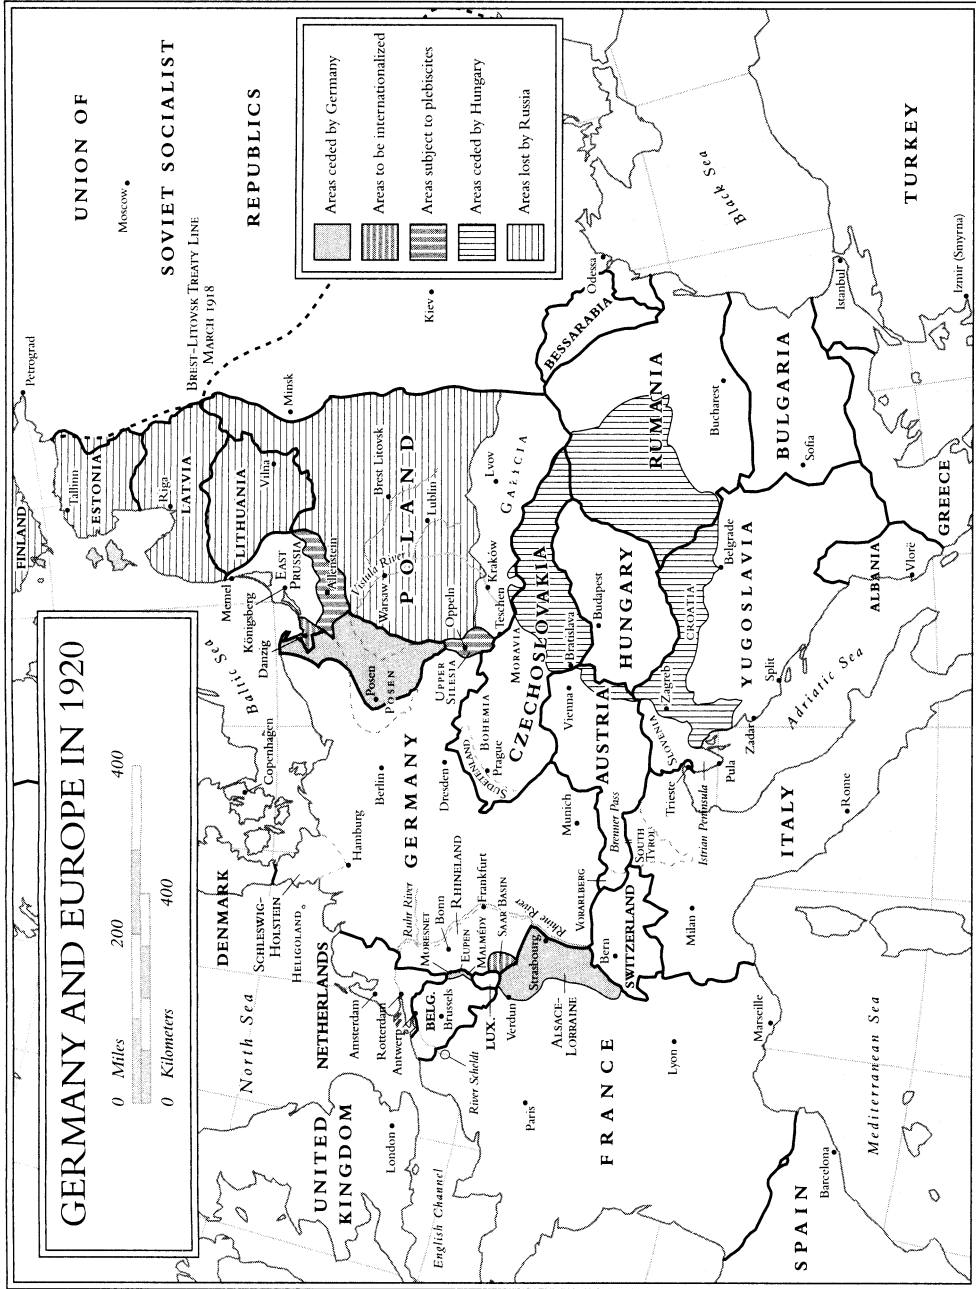 GERMANY AND EUROPE IN 1920
0 Miles 200 400
0 Kilometers 400
Areas ceded by Germany
Areas to be internationalized
Areas subject to plebiscites
Areas ceded by Hungary
Areas lost by Russia
UNION OF
SOVIET SOCIALIST
REPUBLICS
Moscow
Petrograd
BREST-LITOVSK TREATY LINE
MARCH 1918
Minsk
Kiev
Odessa
FINLAND
Tallinn
ESTONIA
Riga
LATVIA
LITHUANIA
Vilna
Memel
Königsberg
Danzig
EAST
PRUSSIA
Allenstein
Baltic Sea
Copenhagen
DENMARK
SCHLESWIG-
HOLSTEIN
HELIGOLAND
North Sea
NETHERLANDS
Amsterdam
Rotterdam
Antwerp
BELG.
Brussels
River Scheldt
UNITED
KINGDOM
London
English Channel
Hamburg
Berlin
GERMANY
Dresden
Ruhr River
MORESNET
Bonn
RHINELAND
EUPEN
MALMÉDY
Frankfurt
SAAR BASIN
LUX.
Verdun
Strasbourg
Rhine River
ALSACE-
LORRAINE
Paris
FRANCE
Lyon
Marseille
SPAIN
Barcelona
Mediterranean Sea
Posen
POSEN
Vistula River
Warsaw
POLAND
Brest Litovsk
Lublin
Lvov
GALICIA
Kraków
Teschen
Oppeln
UPPER
SILESIA
MORAVIA
BOHEMIA
Prague
SUDETENLAND
CZECHOSLOVAKIA
Bratislava
Vienna
AUSTRIA
Munich
Brenner Pass
VORARLBERG
SOUTH
TYROL
Bern
SWITZERLAND
Milan
ITALY
Rome
Trieste
Istrian Peninsula
Pula
SLOVENIA
Zagreb
CROATIA
Zadar
Split
Adriatic Sea
YUGOSLAVIA
Belgrade
Budapest
HUNGARY
BESSARABIA
RUMANIA
Bucharest
BULGARIA
Sofia
ALBANIA
Vlorë
GREECE
Istanbul
Izmir (Smyrna)
TURKEY
Black Sea